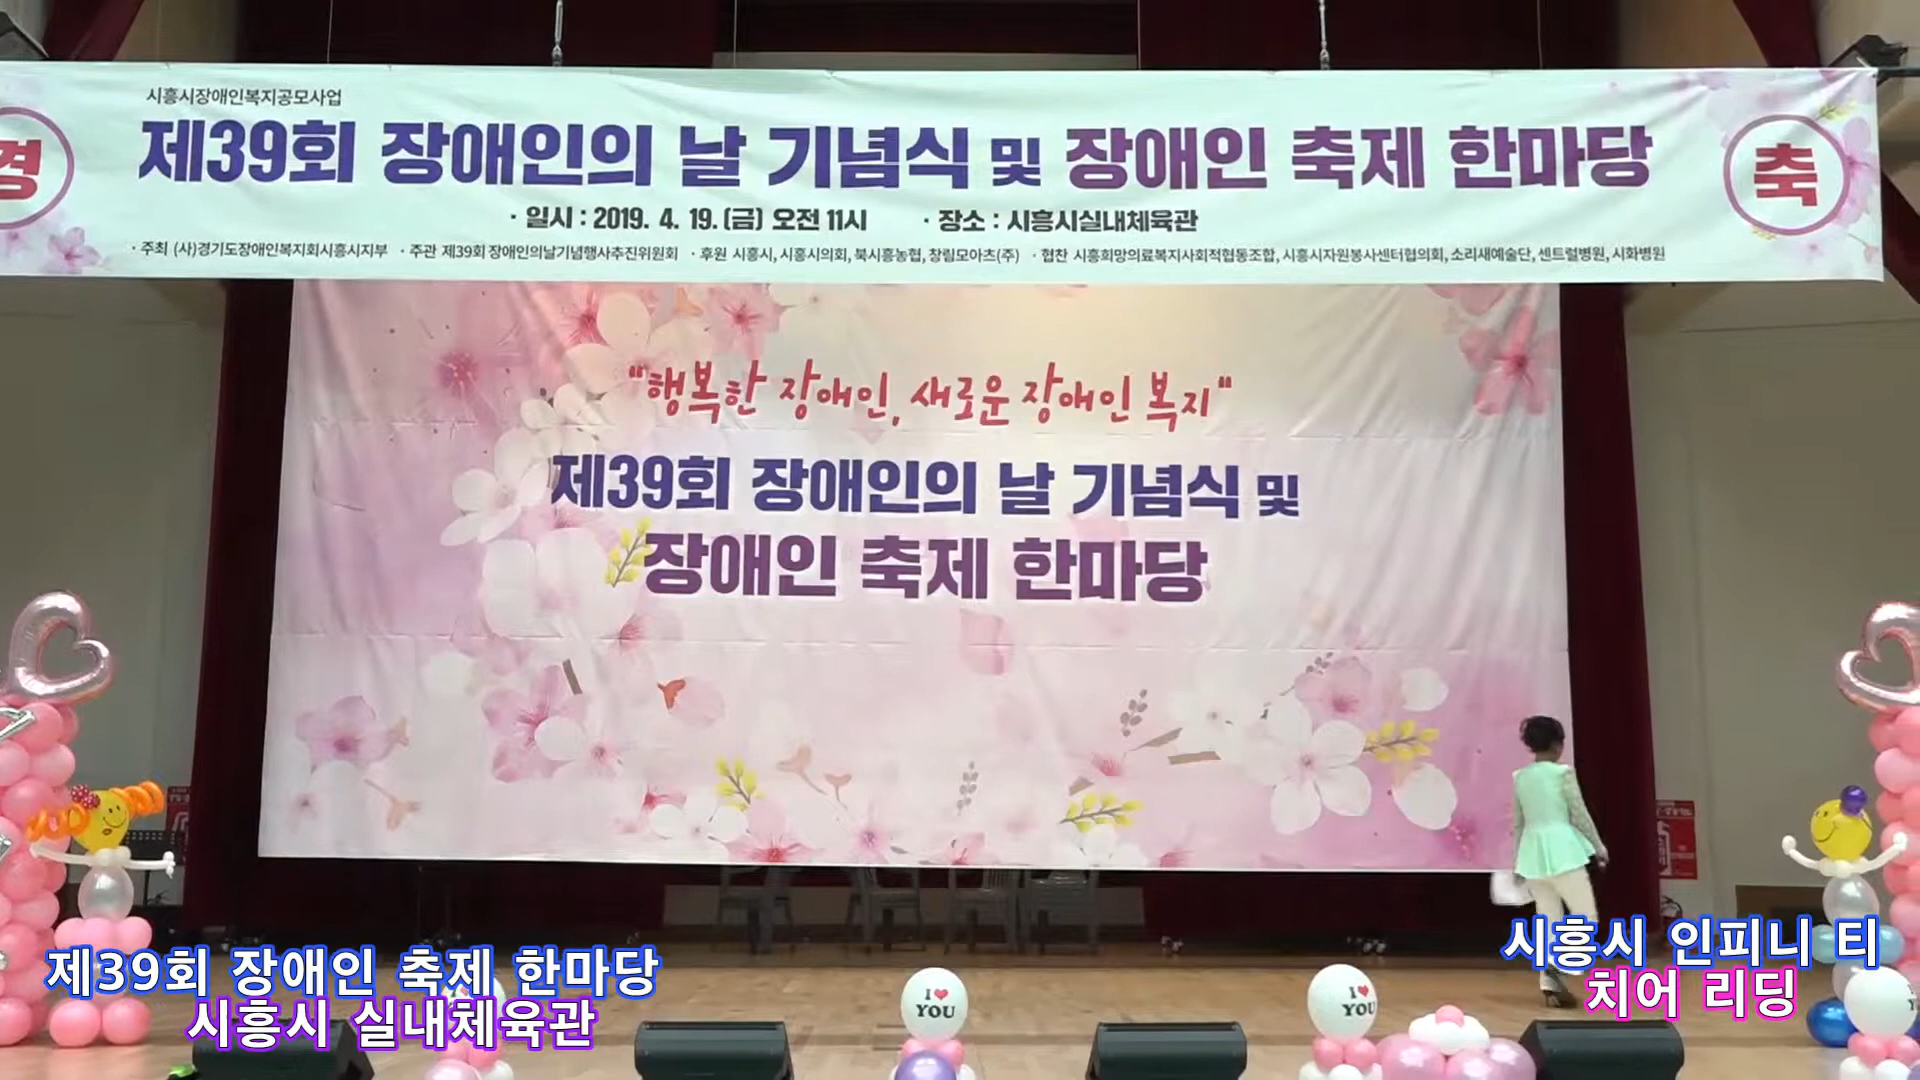 시흥시장애인복지공모사업
경
제39회 장애인의 날 기념식 및 장애인 축제 한마당
축
· 일시 : 2019. 4. 19.(금) 오전 11시 · 장소 : 시흥시실내체육관
· 주최 (사)경기도장애인복지회시흥시지부 · 주관 제39회 장애인의날기념행사추진위원회 · 후원 시흥시, 시흥시의회, 북시흥농협, 창림모아츠(주) · 협찬 시흥희망의료복지사회적협동조합, 시흥시자원봉사센터협의회, 소리새예술단, 센트럴병원, 시화병원
"행복한 장애인, 새로운 장애인 복지"
제39회 장애인의 날 기념식 및
장애인 축제 한마당
시흥시 인피니 티
치어 리딩
제39회 장애인 축제 한마당
시흥시 실내체육관
I ♥
YOU
I ♥
YOU